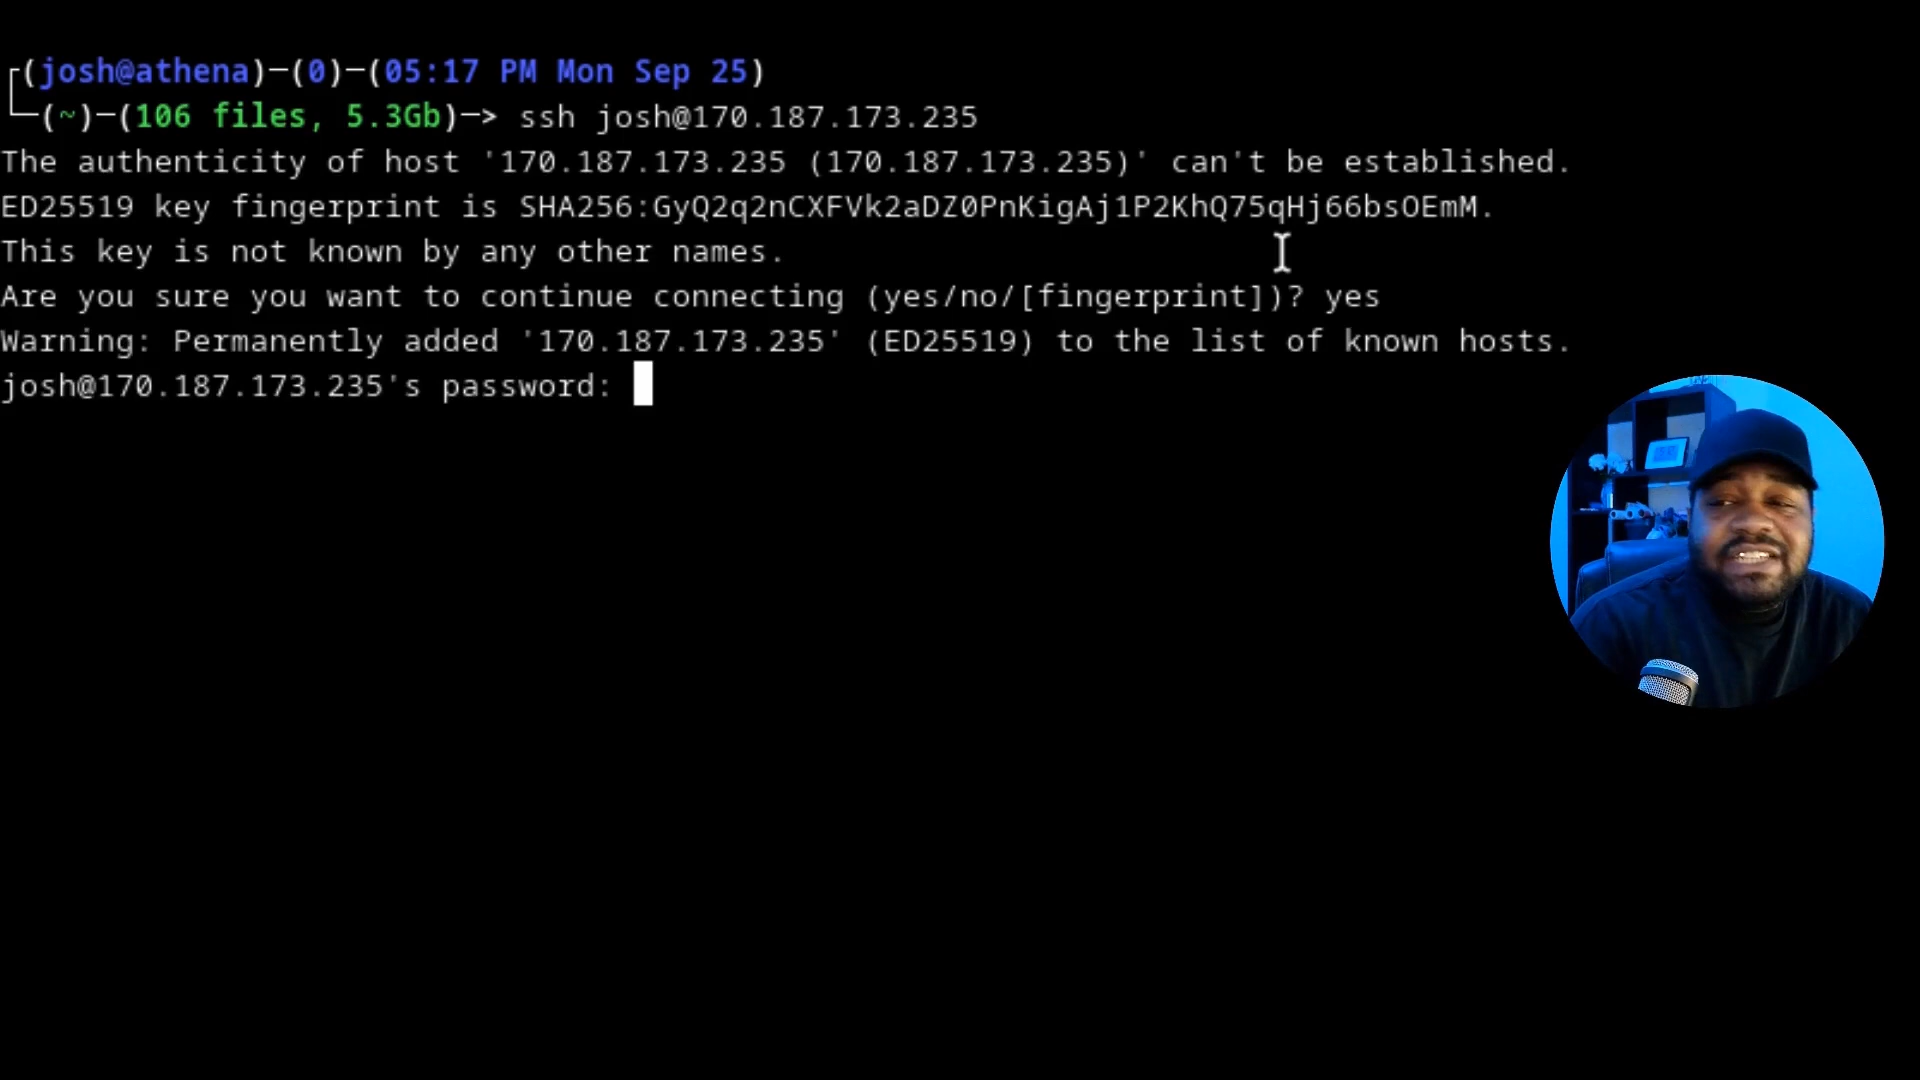 ┌(josh@athena)─(0)─(05:17 PM Mon Sep 25)
└─(~)─(106 files, 5.3Gb)─> ssh josh@170.187.173.235
The authenticity of host '170.187.173.235 (170.187.173.235)' can't be established.
ED25519 key fingerprint is SHA256:GyQ2q2nCXFVk2aDZ0PnKigAj1P2KhQ75qHj66bsOEmM.
This key is not known by any other names.
Are you sure you want to continue connecting (yes/no/[fingerprint])? yes
Warning: Permanently added '170.187.173.235' (ED25519) to the list of known hosts.
josh@170.187.173.235's password: